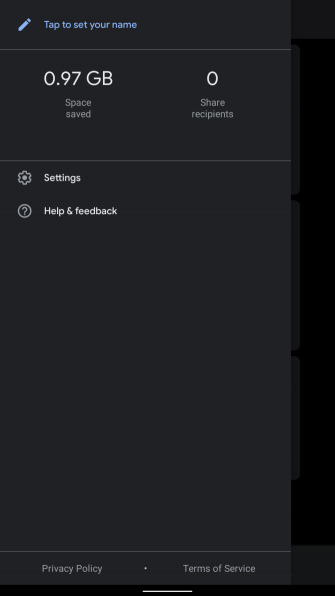 Tap to set your name
0.97 GB
0
Space
saved
Share
recipients
Settings
Help & feedback
Privacy Policy • Terms of Service